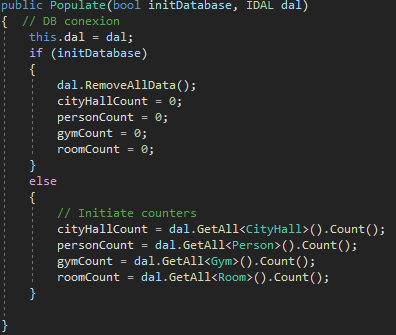 public Populate(bool initDatabase, IDAL dal)
{ // DB conexion
this.dal = dal;
if (initDatabase)
{
dal.RemoveAllData();
cityHallCount = 0;
personCount = 0;
gymCount = 0;
roomCount = 0;
}
else
{
// Initiate counters
cityHallCount = dal.GetAll<CityHall>().Count();
personCount = dal.GetAll<Person>().Count();
gymCount = dal.GetAll<Gym>().Count();
roomCount = dal.GetAll<Room>().Count();
}
}